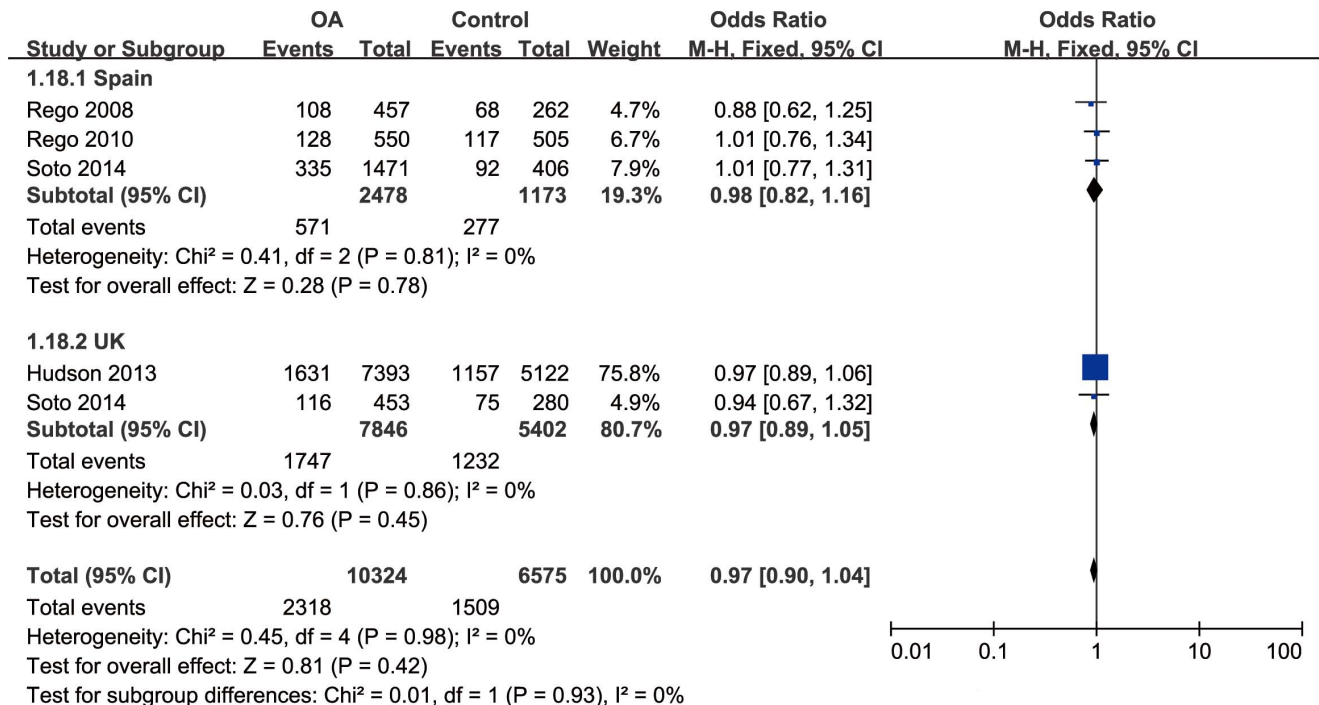 OA Control Odds Ratio Odds Ratio
Study or Subgroup Events Total Events Total Weight M-H, Fixed, 95% CI M-H, Fixed, 95% CI
1.18.1 Spain
Rego 2008 108 457 68 262 4.7% 0.88 [0.62, 1.25]
Rego 2010 128 550 117 505 6.7% 1.01 [0.76, 1.34]
Soto 2014 335 1471 92 406 7.9% 1.01 [0.77, 1.31]
Subtotal (95% CI) 2478 1173 19.3% 0.98 [0.82, 1.16]
Total events 571 277
Heterogeneity: Chi² = 0.41, df = 2 (P = 0.81); I² = 0%
Test for overall effect: Z = 0.28 (P = 0.78)
1.18.2 UK
Hudson 2013 1631 7393 1157 5122 75.8% 0.97 [0.89, 1.06]
Soto 2014 116 453 75 280 4.9% 0.94 [0.67, 1.32]
Subtotal (95% CI) 7846 5402 80.7% 0.97 [0.89, 1.05]
Total events 1747 1232
Heterogeneity: Chi² = 0.03, df = 1 (P = 0.86); I² = 0%
Test for overall effect: Z = 0.76 (P = 0.45)
Total (95% CI) 10324 6575 100.0% 0.97 [0.90, 1.04]
Total events 2318 1509
Heterogeneity: Chi² = 0.45, df = 4 (P = 0.98); I² = 0%
Test for overall effect: Z = 0.81 (P = 0.42)
Test for subgroup differences: Chi² = 0.01, df = 1 (P = 0.93), I² = 0%
0.01 0.1 1 10 100